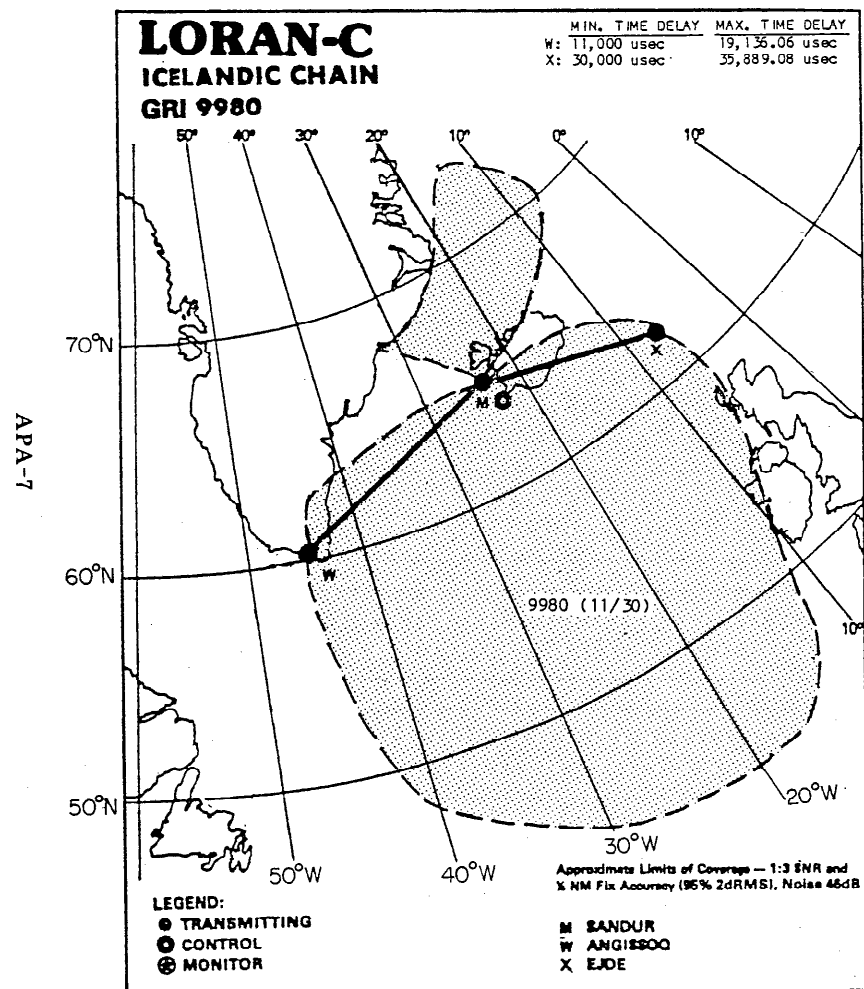 LORAN-C
ICELANDIC CHAIN
GRI 9980
MIN. TIME DELAY MAX. TIME DELAY
W: 11,000 usec 19,136.06 usec
X: 30,000 usec 35,889.08 usec
50° 40° 30° 20° 10° 0° 10°
70°N
X
M
APA-7
60°N
W
9980 (11/30)
10°
50°N
20°W
30°W
50°W
40°W
Approximate Limits of Coverage — 1:3 SNR and
¼ NM Fix Accuracy (95% 2dRMS), Noise 46dB
LEGEND:
TRANSMITTING
CONTROL
MONITOR
M SANDUR
W ANGISSOQ
X EJDE